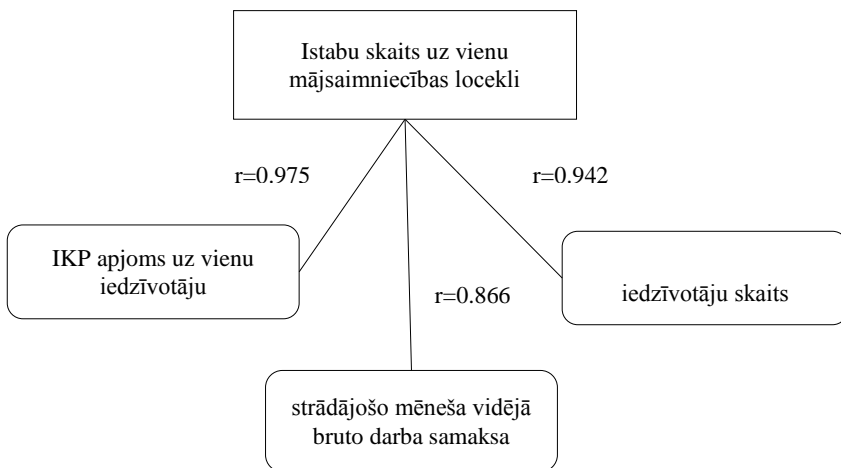 Istabu skaits uz vienu
mājsaimniecības locekli
r=0.975
r=0.942
IKP apjoms uz vienu
iedzīvotāju
r=0.866
iedzīvotāju skaits
strādājošo mēneša vidējā
bruto darba samaksa